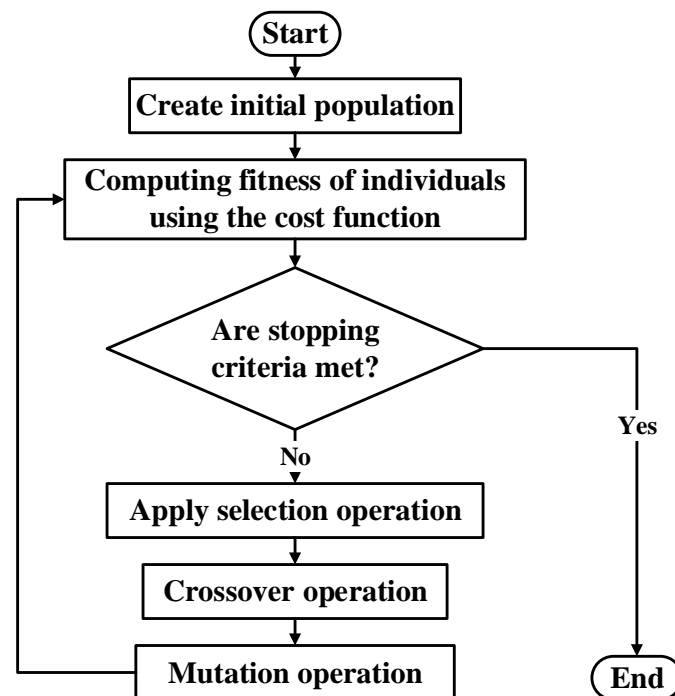 Start
Create initial population
Computing fitness of individuals
using the cost function
Are stopping
criteria met?
Yes
No
Apply selection operation
Crossover operation
Mutation operation
End